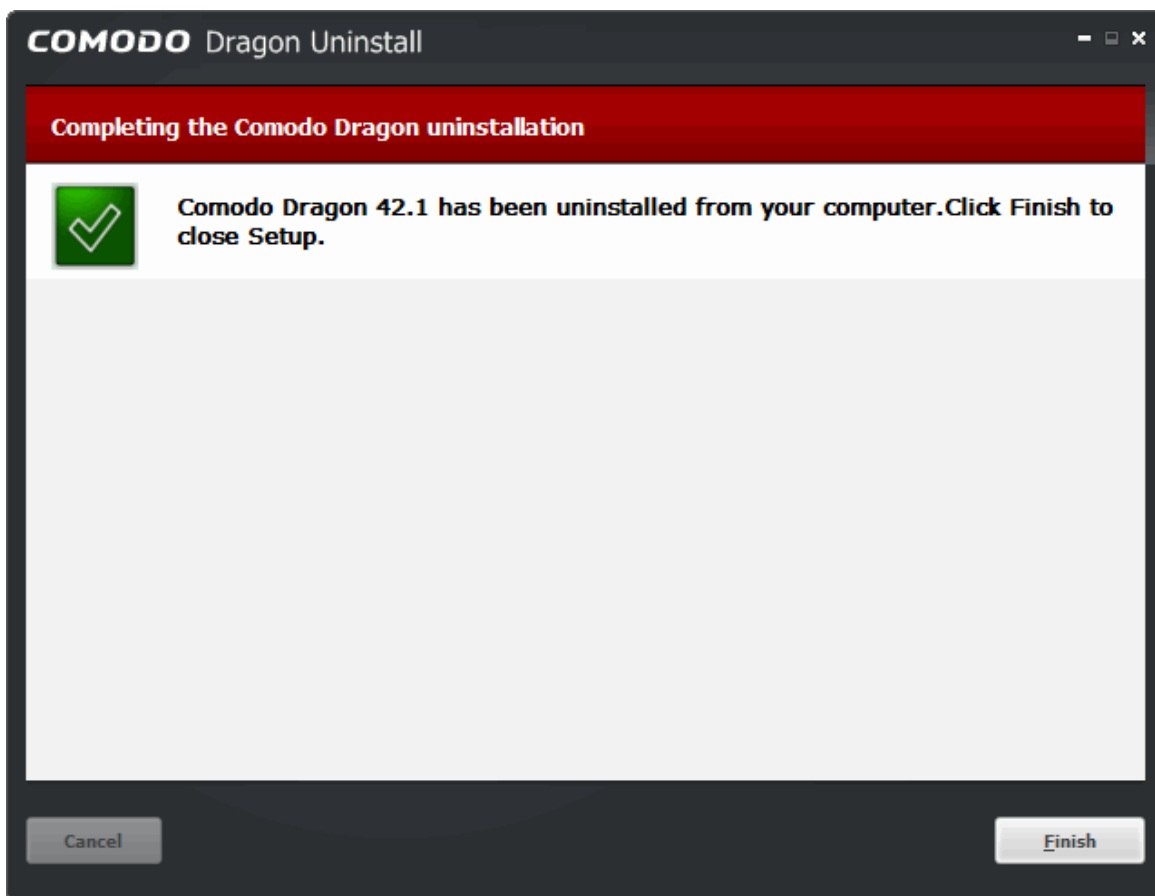 COMODO Dragon Uninstall
Completing the Comodo Dragon uninstallation
Comodo Dragon 42.1 has been uninstalled from your computer.Click Finish to
close Setup.
Cancel
Finish